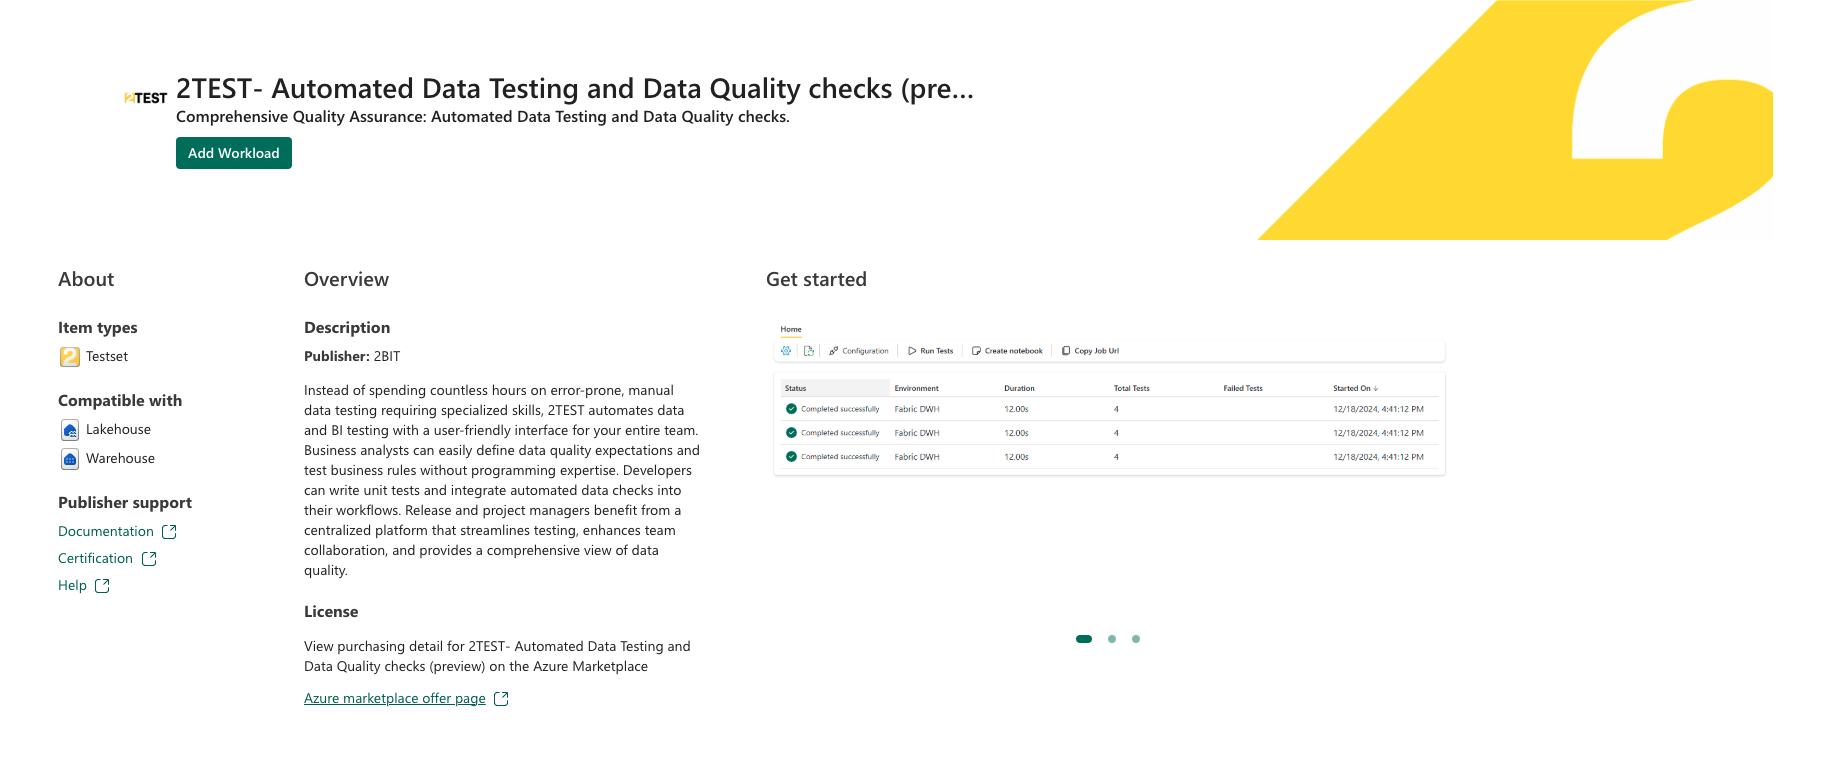 2TEST
2TEST- Automated Data Testing and Data Quality checks (pre...
Comprehensive Quality Assurance: Automated Data Testing and Data Quality checks.
Add Workload
About
Item types
2 Testset
Compatible with
Lakehouse
Warehouse
Publisher support
Documentation
Certification
Help
Overview
Description
Publisher: 2BIT
Instead of spending countless hours on error-prone, manual
data testing requiring specialized skills, 2TEST automates data
and BI testing with a user-friendly interface for your entire team.
Business analysts can easily define data quality expectations and
test business rules without programming expertise. Developers
can write unit tests and integrate automated data checks into
their workflows. Release and project managers benefit from a
centralized platform that streamlines testing, enhances team
collaboration, and provides a comprehensive view of data
quality.
License
View purchasing detail for 2TEST- Automated Data Testing and
Data Quality checks (preview) on the Azure Marketplace
Azure marketplace offer page
Get started
Home
Configuration Run Tests Create notebook Copy Job Url
Status Environment Duration Total Tests Failed Tests Started On ↓
Completed successfully Fabric DWH 12.00s 4 12/18/2024, 4:41:12 PM
Completed successfully Fabric DWH 12.00s 4 12/18/2024, 4:41:12 PM
Completed successfully Fabric DWH 12.00s 4 12/18/2024, 4:41:12 PM